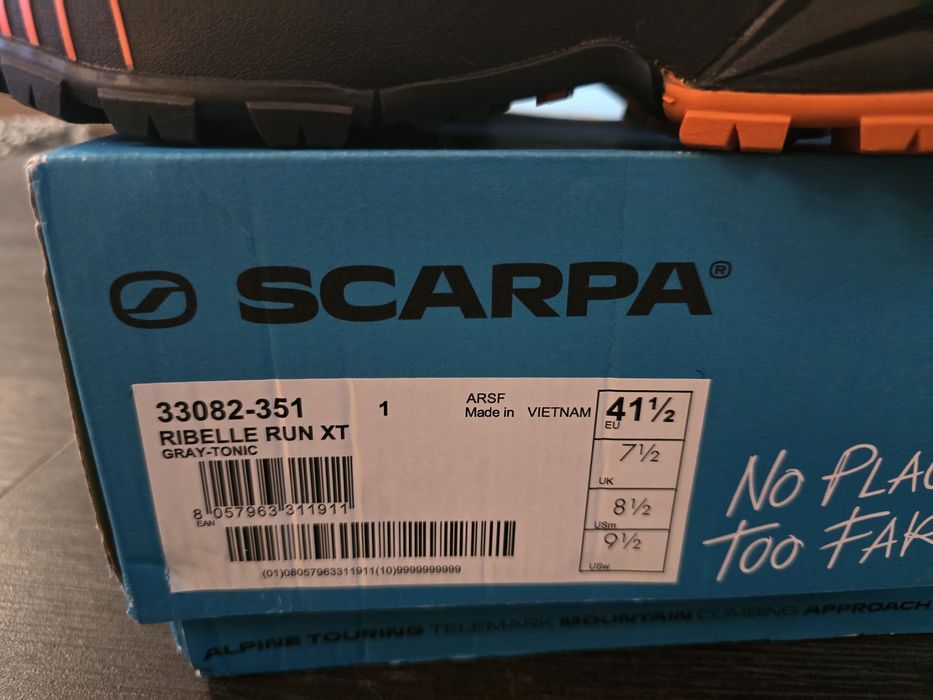 SCARPA®
33082-351 1 ARSF
Made in VIETNAM
RIBELLE RUN XT
GRAY-TONIC
41½
EU
7½
UK
8½
USm
9½
USw
8 057963 311911
EAN
(01)08057963311911(10)9999999999
NO
TOO
ALPINE TOURING TELEMARK MOUNTAIN CLIMBING APPROACH